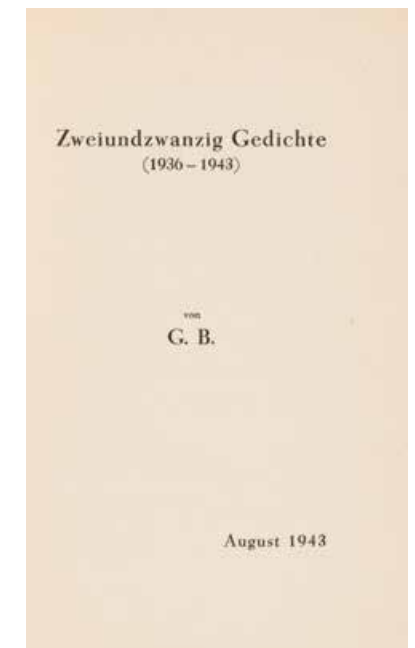 Zweiundzwanzig Gedichte
(1936 – 1943)
von
G. B.
August 1943